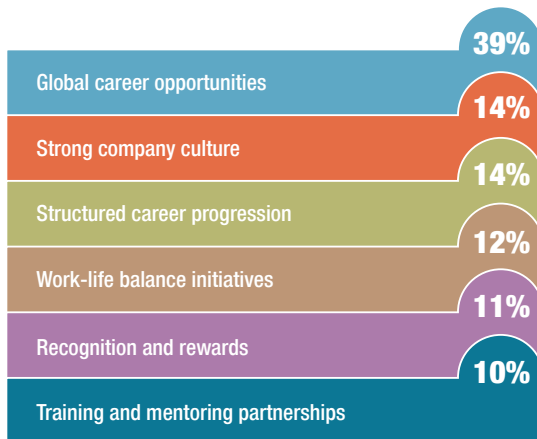 39%
Global career opportunities
14%
Strong company culture
14%
Structured career progression
12%
Work-life balance initiatives
11%
Recognition and rewards
10%
Training and mentoring partnerships